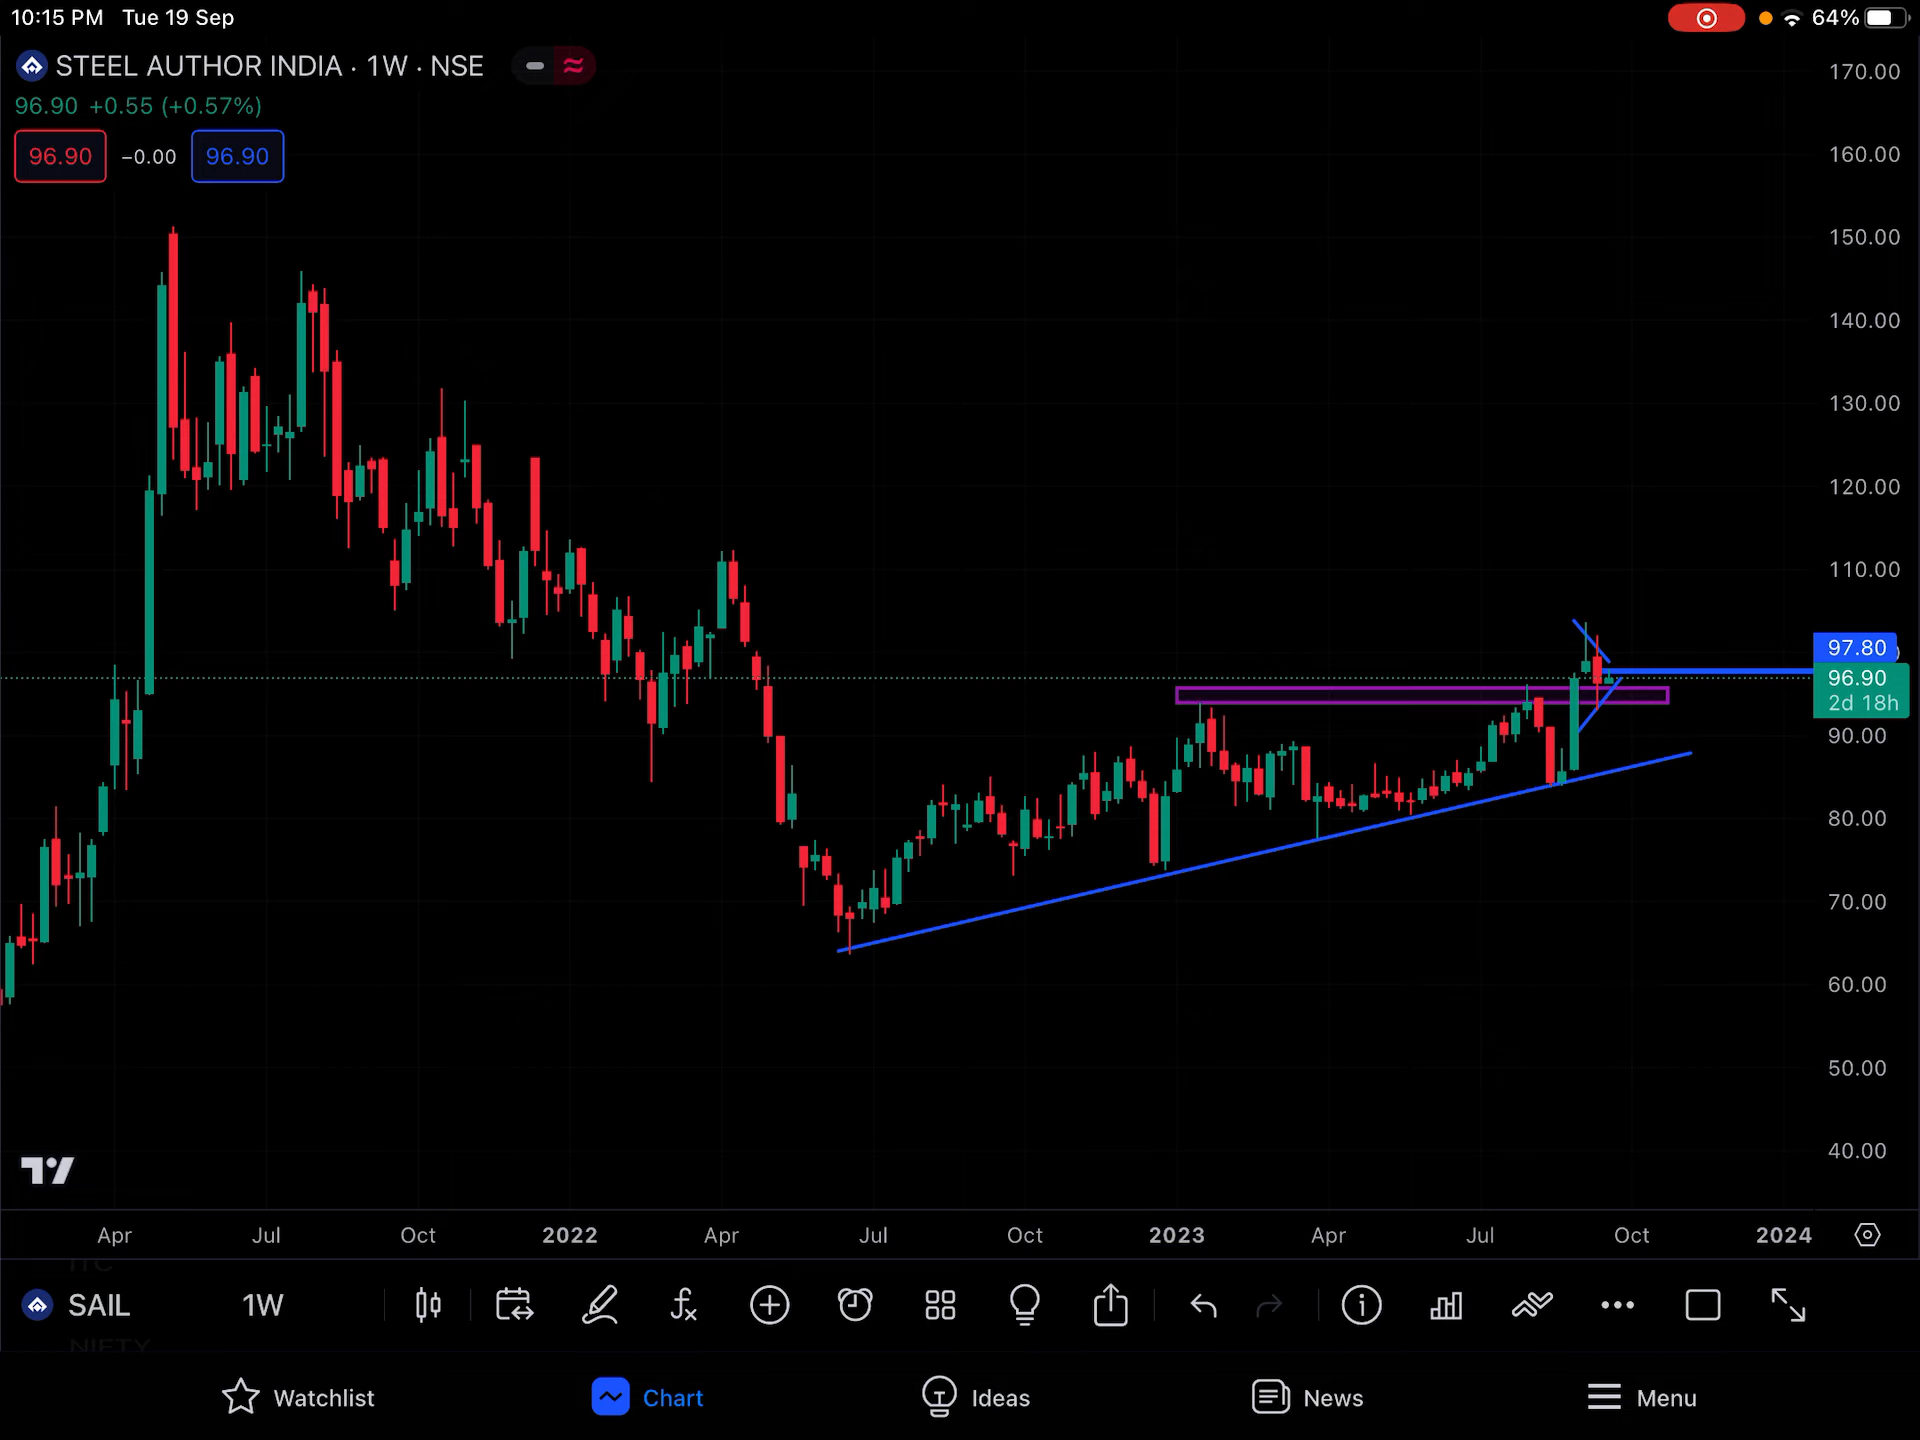 10:15 PM Tue 19 Sep
64%
STEEL AUTHOR INDIA · 1W · NSE
96.90 +0.55 (+0.57%)
96.90 −0.00 96.90
170.00
160.00
150.00
140.00
130.00
120.00
110.00
97.80
96.90
2d 18h
90.00
80.00
70.00
60.00
50.00
40.00
Apr Jul Oct 2022 Apr Jul Oct 2023 Apr Jul Oct 2024
ITC
SAIL 1W
NIFTY
Watchlist Chart Ideas News Menu